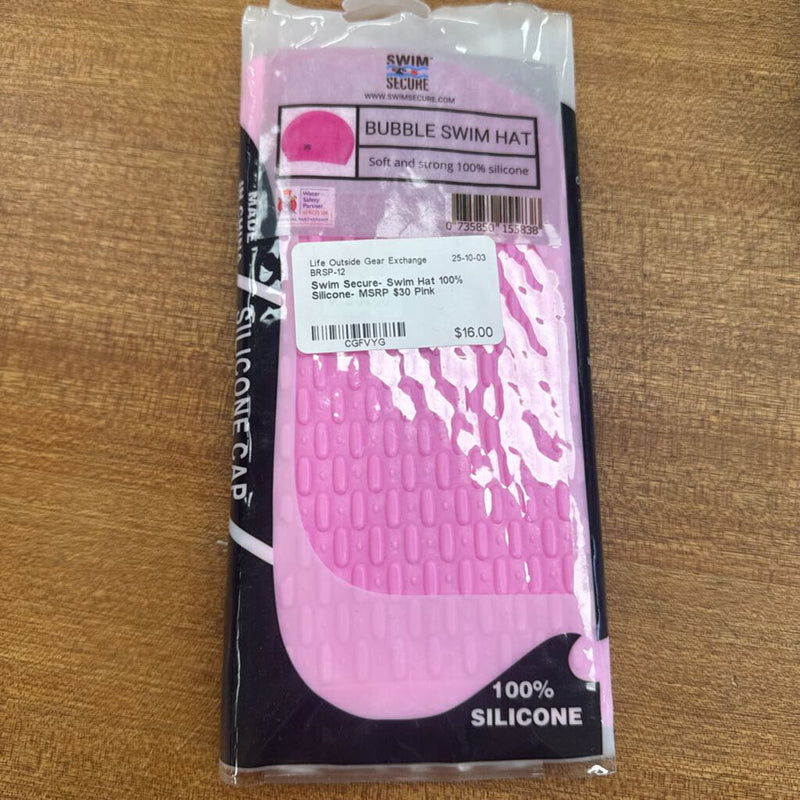 SWIM
SECURE
WWW.SWIMSECURE.COM
BUBBLE SWIM HAT
Soft and strong 100% silicone
Water
Safety
Partner
0 735850 155838
Life Outside Gear Exchange 25-10-03
BRSP-12
Swim Secure- Swim Hat 100%
Silicone- MSRP $30 Pink
CGFVYG $16.00
MADE
SILICONE CAP
100%
SILICONE